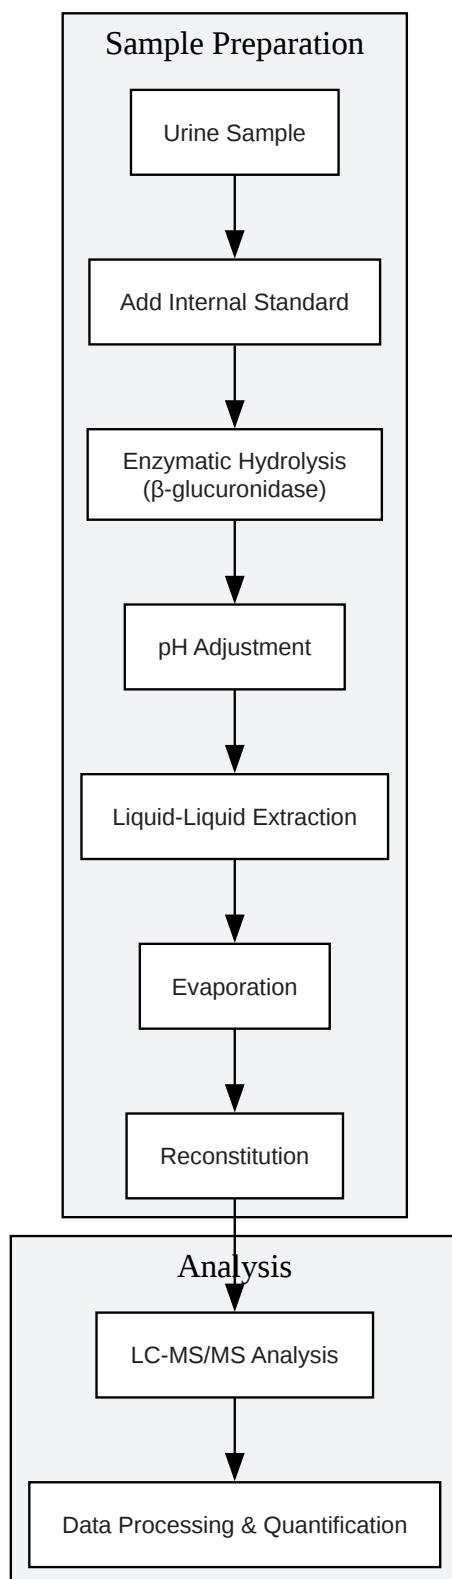 Sample Preparation
Urine Sample
Add Internal Standard
Enzymatic Hydrolysis
(β-glucuronidase)
pH Adjustment
Liquid-Liquid Extraction
Evaporation
Reconstitution
Analysis
LC-MS/MS Analysis
Data Processing & Quantification